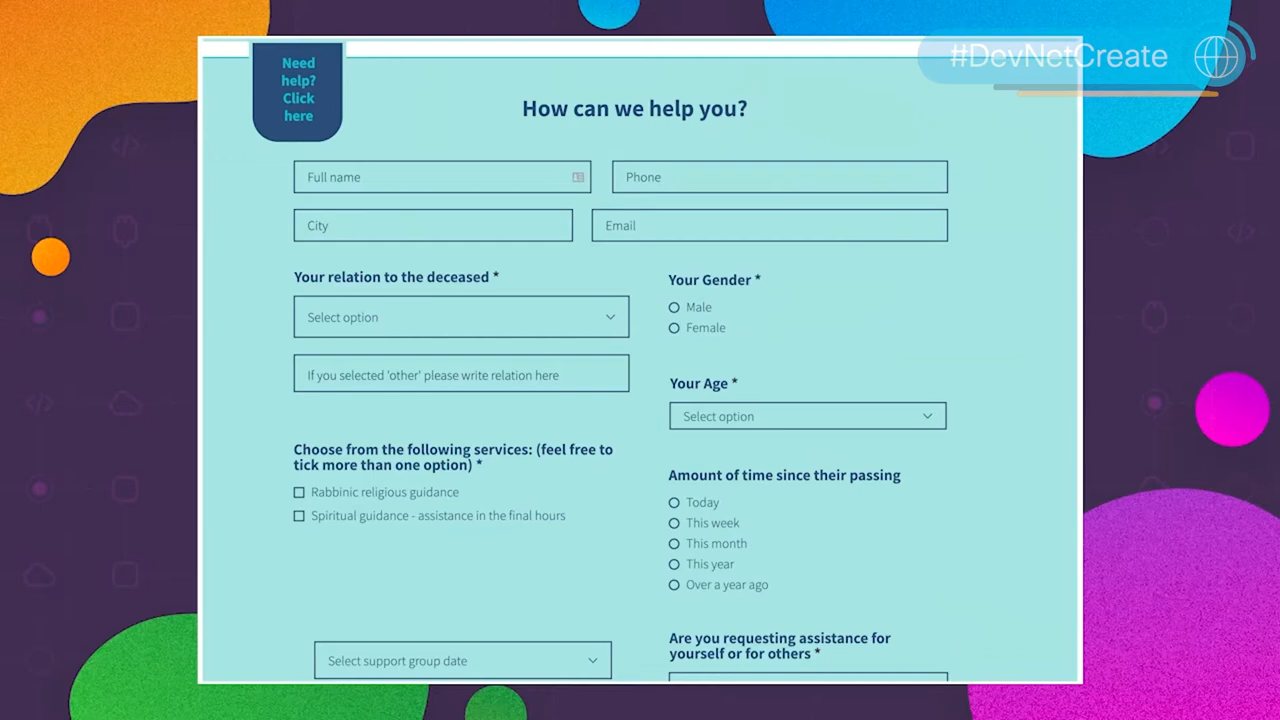 #DevNetCreate
Need
help?
Click
here
How can we help you?
Full name
Phone
City
Email
Your relation to the deceased *
Select option
If you selected 'other' please write relation here
Choose from the following services: (feel free to
tick more than one option) *
Rabbinic religious guidance
Spiritual guidance - assistance in the final hours
Select support group date
Your Gender *
Male
Female
Your Age *
Select option
Amount of time since their passing
Today
This week
This month
This year
Over a year ago
Are you requesting assistance for
yourself or for others *